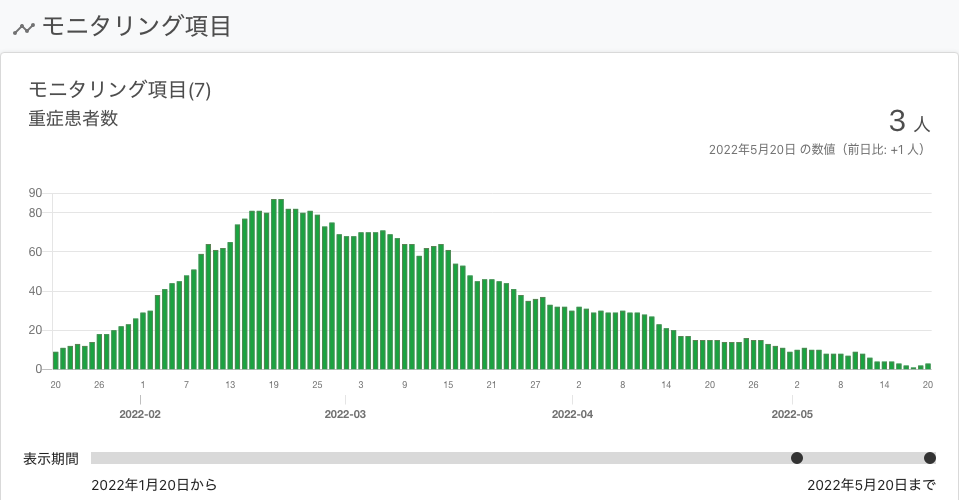 モニタリング項目
モニタリング項目(7)
重症患者数
3 人
2022年5月20日 の数値（前日比: +1 人）
90
80
60
40
20
0
20 26 1 7 13 19 25 3 9 15 21 27 2 8 14 20 26 2 8 14 20
2022-02 2022-03 2022-04 2022-05
表示期間
2022年1月20日から 2022年5月20日まで